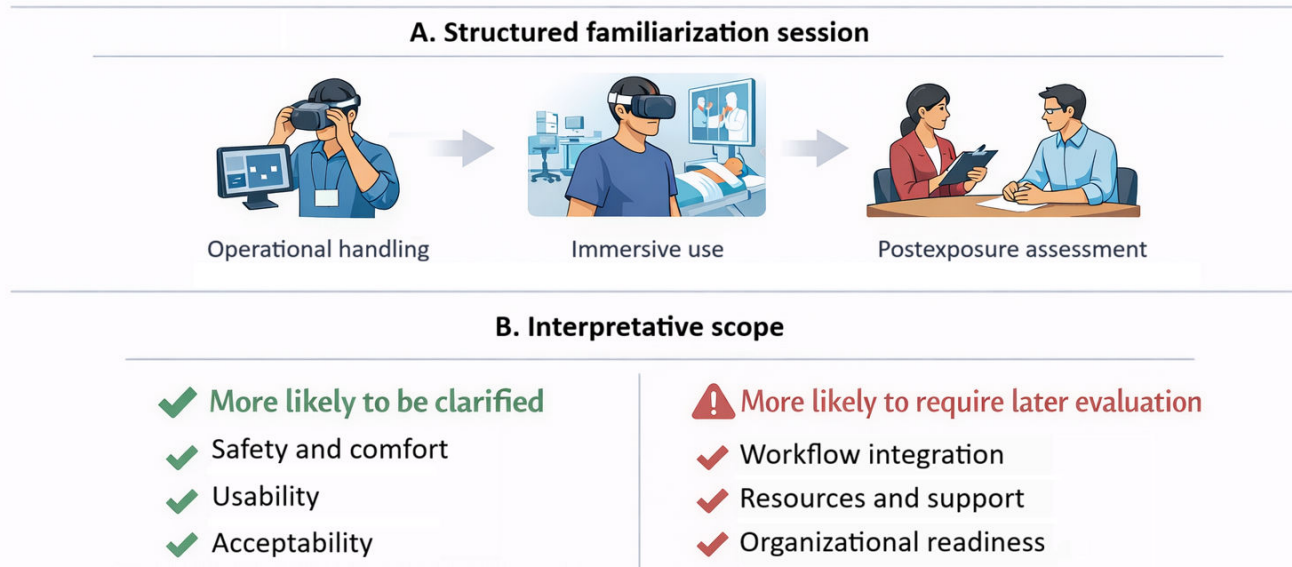 A. Structured familiarization session
Operational handling
Immersive use
Postexposure assessment
B. Interpretative scope
More likely to be clarified
Safety and comfort
Usability
Acceptability
More likely to require later evaluation
Workflow integration
Resources and support
Organizational readiness